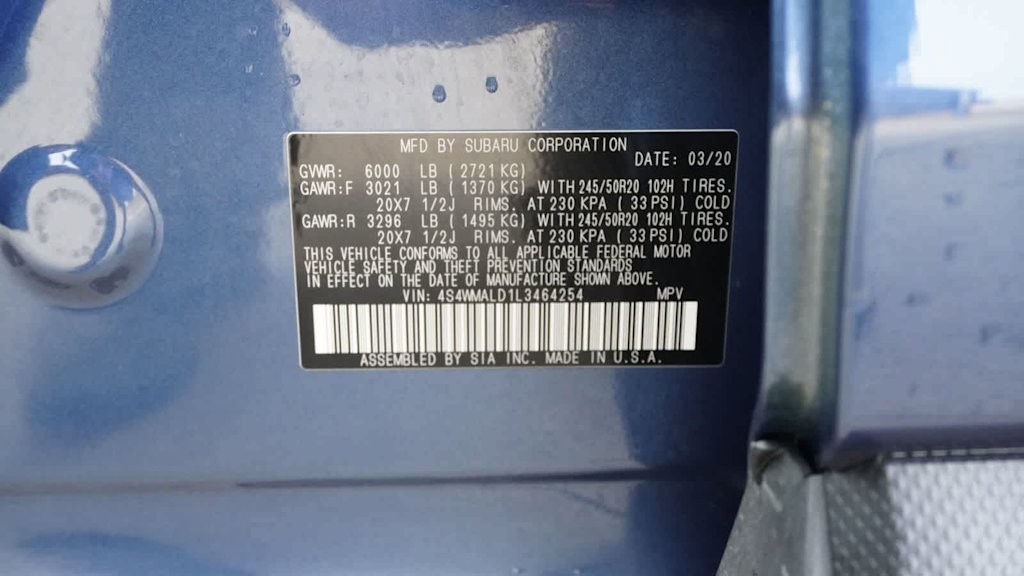 MFD BY SUBARU CORPORATION
DATE: 03/20
GVWR: 6000 LB ( 2721 KG)
GAWR:F 3021 LB ( 1370 KG) WITH 245/50R20 102H TIRES.
20X7 1/2J RIMS. AT 230 KPA ( 33 PSI) COLD
GAWR:R 3296 LB ( 1495 KG) WITH 245/50R20 102H TIRES.
20X7 1/2J RIMS. AT 230 KPA ( 33 PSI) COLD
THIS VEHICLE CONFORMS TO ALL APPLICABLE FEDERAL MOTOR
VEHICLE SAFETY AND THEFT PREVENTION STANDARDS
IN EFFECT ON THE DATE OF MANUFACTURE SHOWN ABOVE.
VIN: 4S4WMALD1L3464254 MPV
ASSEMBLED BY SIA INC. MADE IN U.S.A.